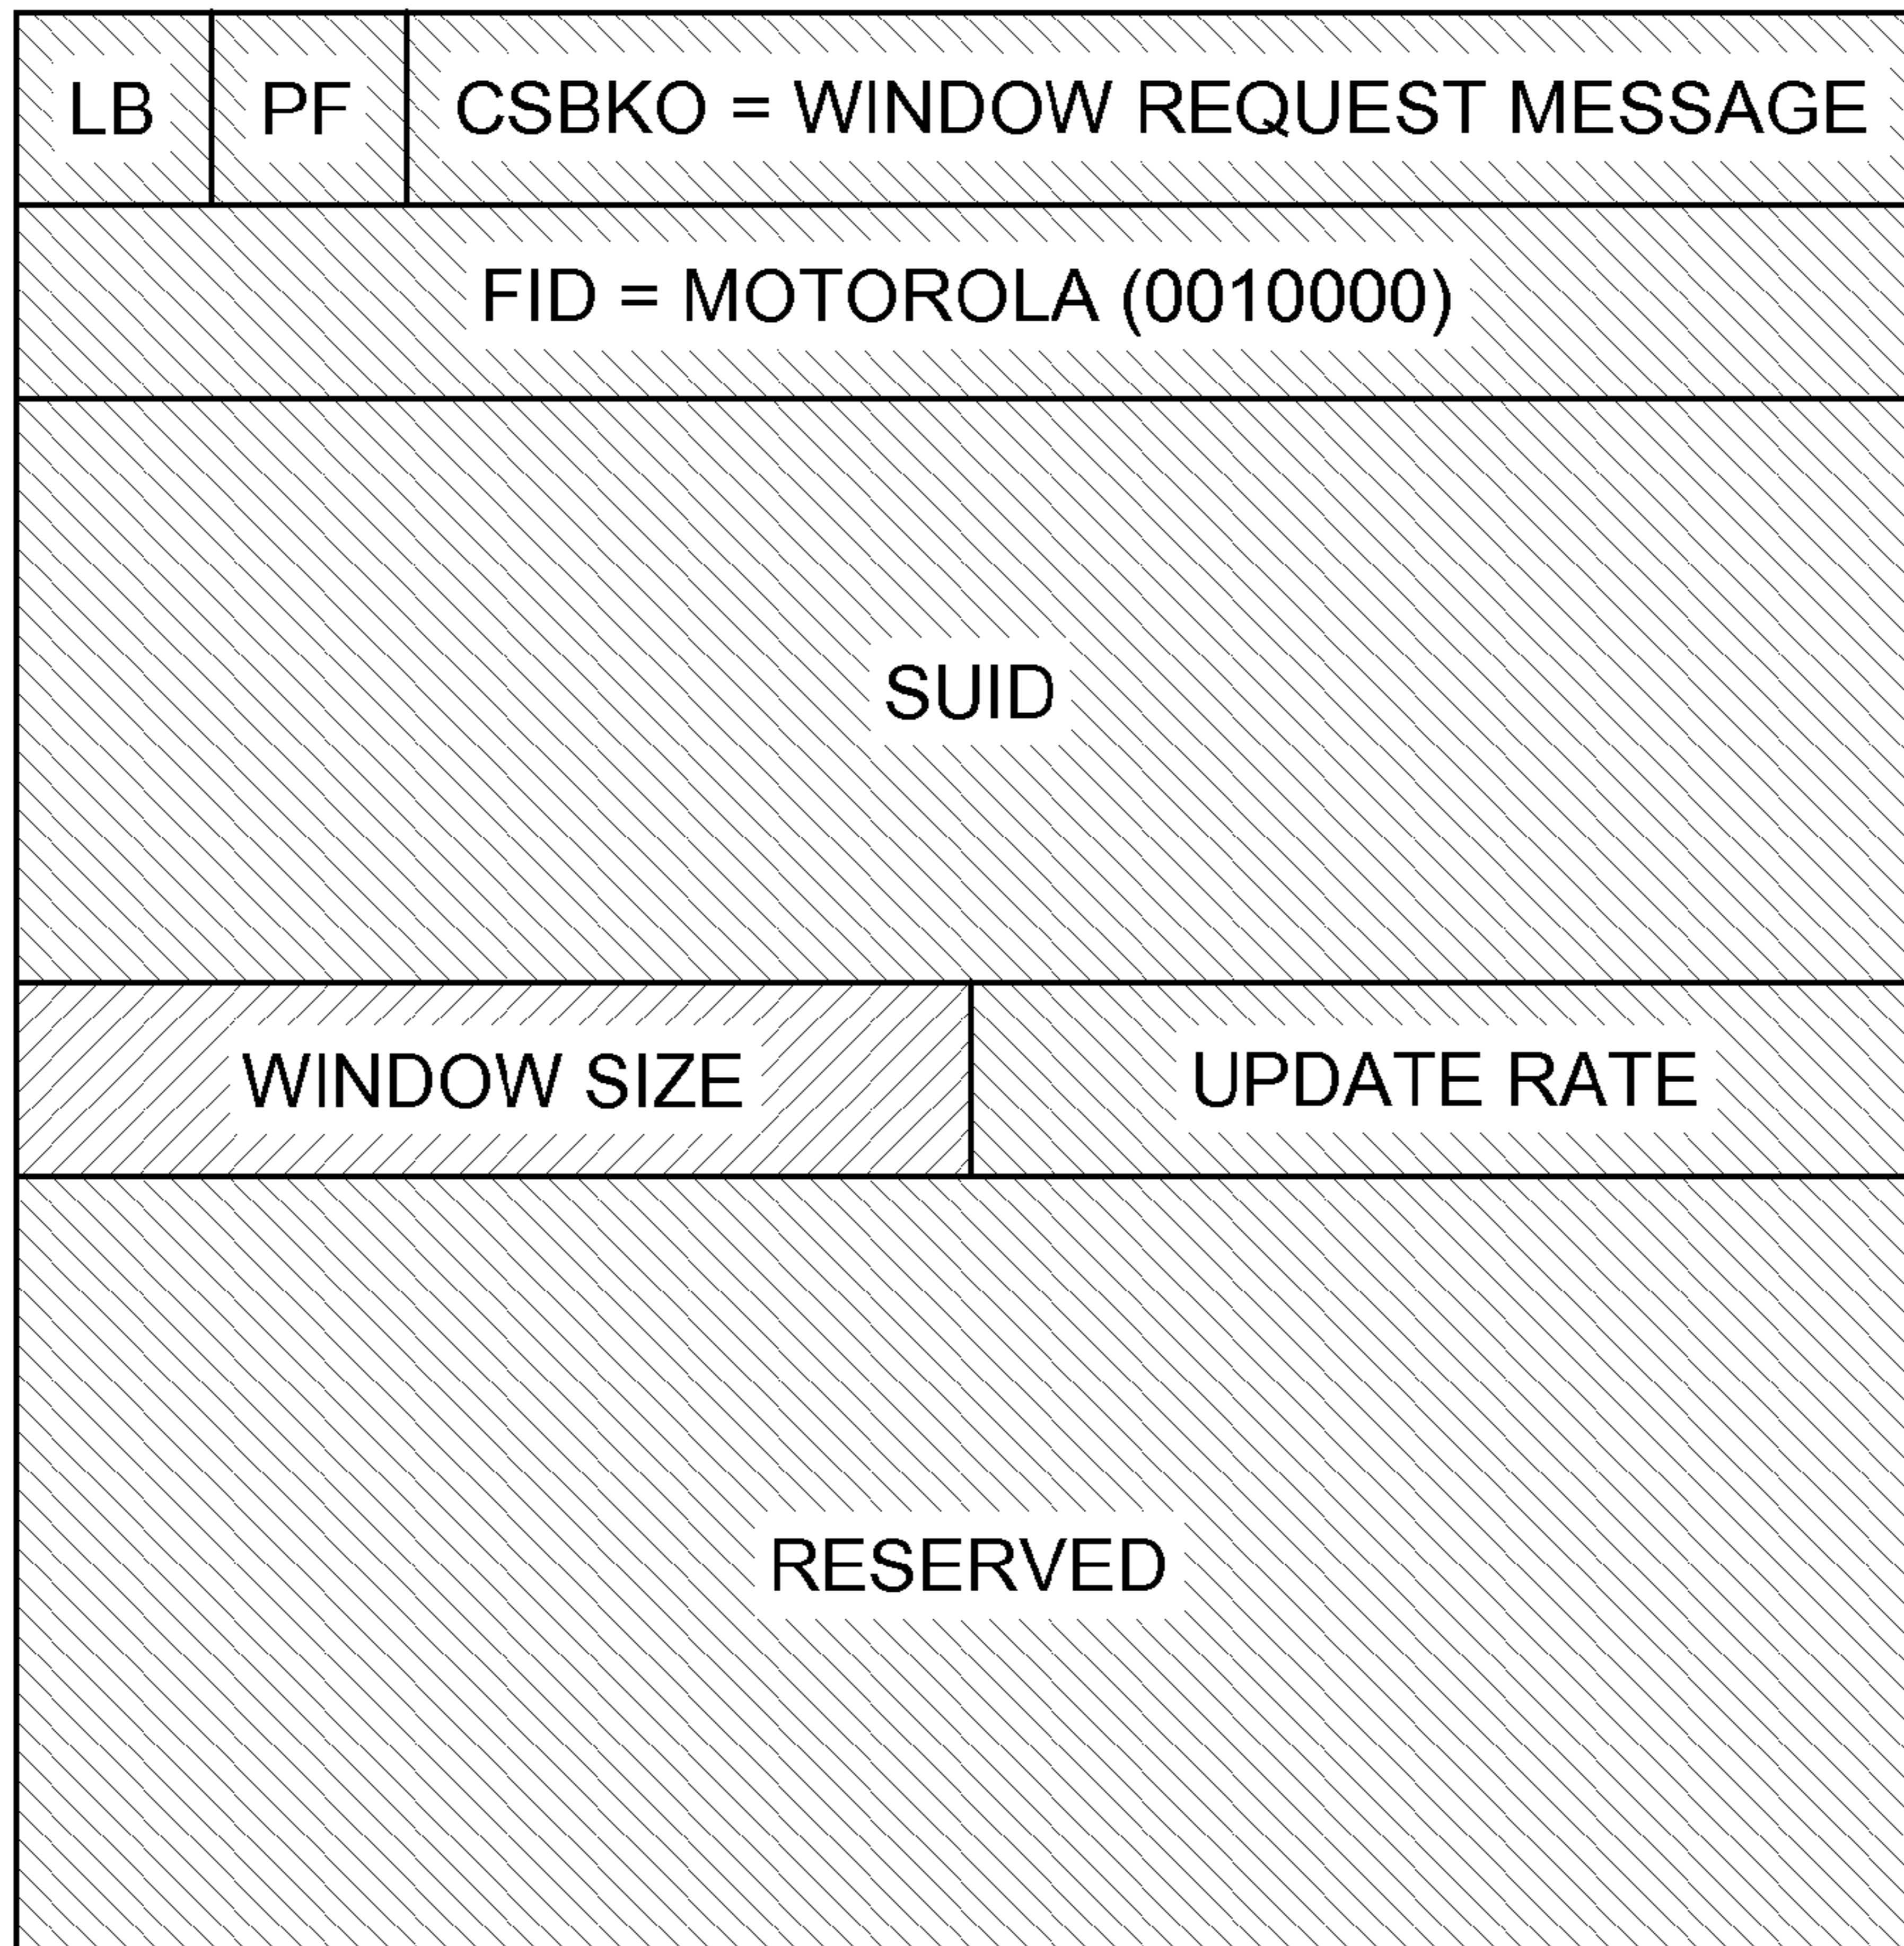 LB PF CSBKO = WINDOW REQUEST MESSAGE
FID = MOTOROLA (0010000)
SUID
WINDOW SIZE UPDATE RATE
RESERVED